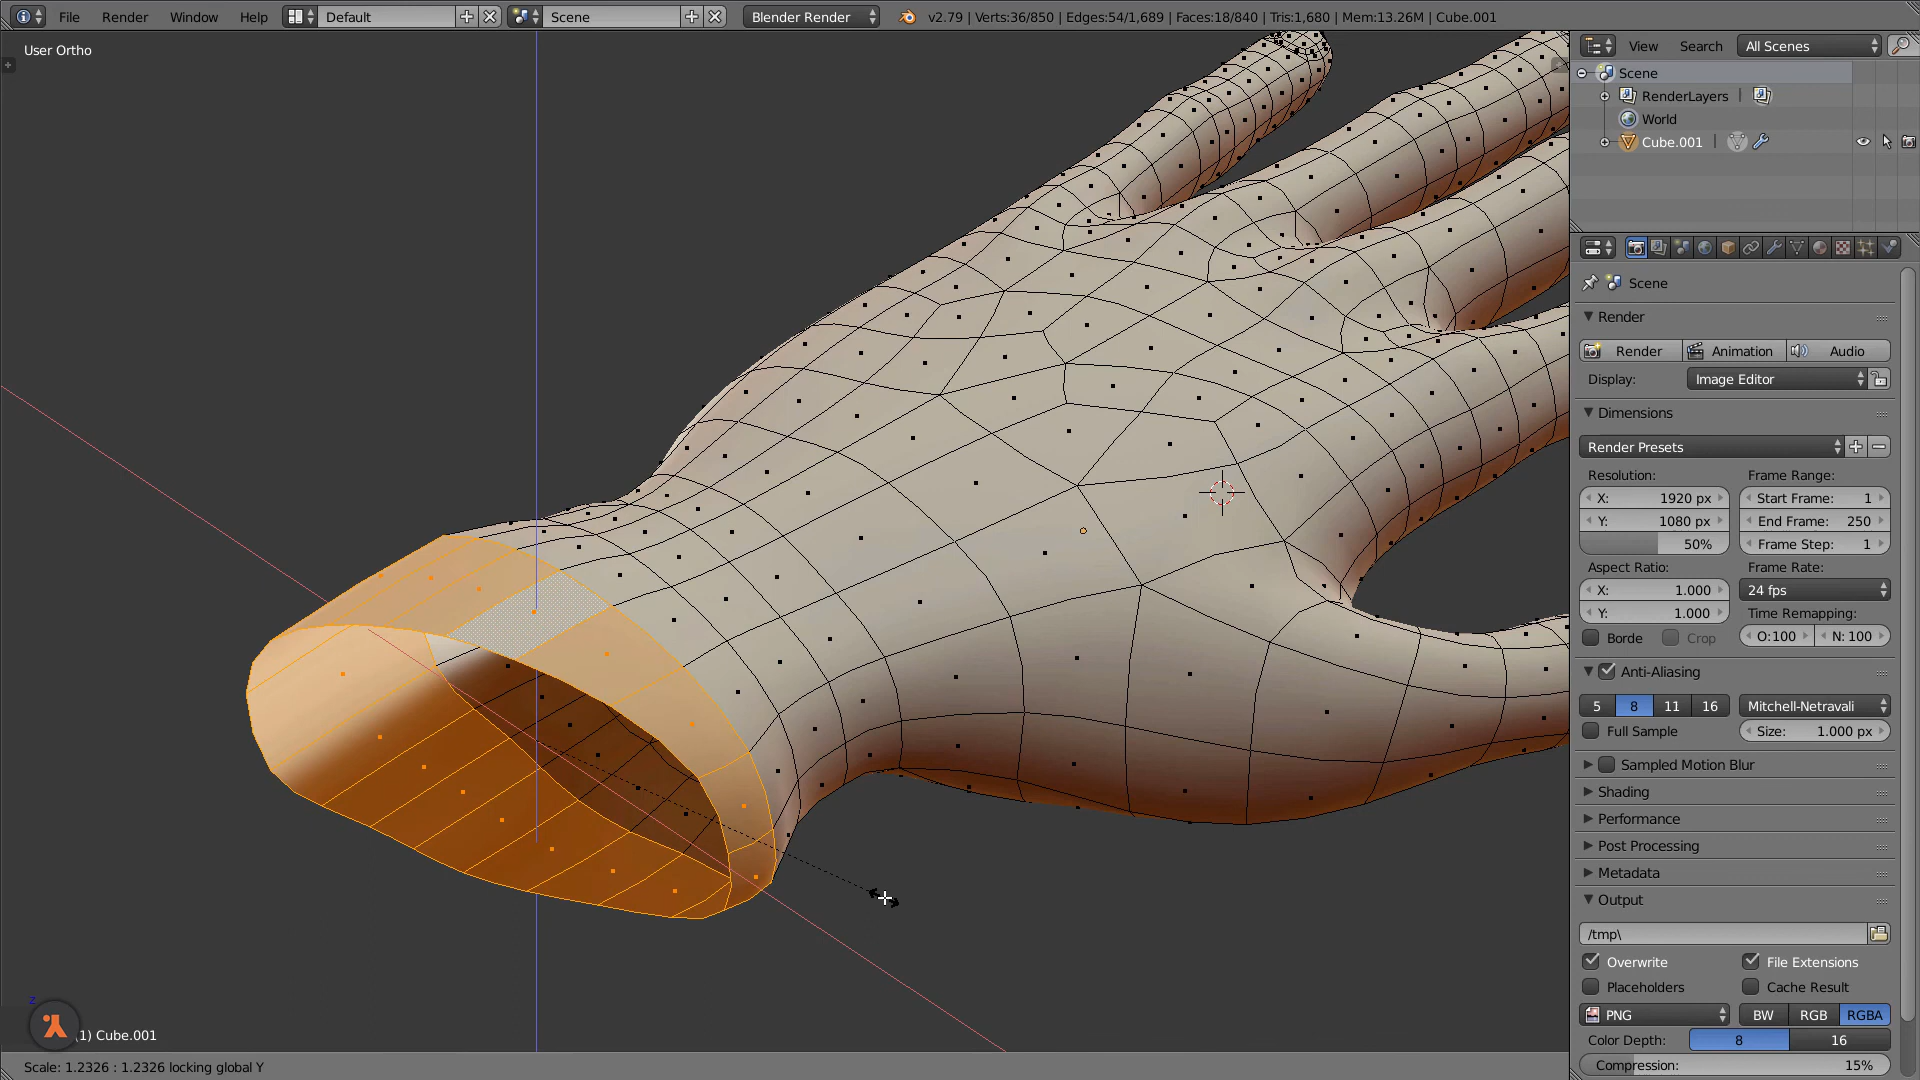 File Render Window Help Default Scene Blender Render v2.79 | Verts:36/850 | Edges:54/1,689 | Faces:18/840 | Tris:1,680 | Mem:13.26M | Cube.001
User Ortho
View Search All Scenes
Scene
RenderLayers |
World
Cube.001 |
Scene
Render
Render Animation Audio
Display: Image Editor
Dimensions
Render Presets
Resolution: Frame Range:
X: 1920 px Start Frame: 1
Y: 1080 px End Frame: 250
50% Frame Step: 1
Aspect Ratio: Frame Rate:
X: 1.000 24 fps
Y: 1.000 Time Remapping:
Borde Crop O:100 N: 100
Anti-Aliasing
5 8 11 16 Mitchell-Netravali
Full Sample Size: 1.000 px
Sampled Motion Blur
Shading
Performance
Post Processing
Metadata
Output
/tmp\
Overwrite File Extensions
Placeholders Cache Result
PNG BW RGB RGBA
Color Depth: 8 16
Compression: 15%
z
1) Cube.001
Scale: 1.2326 : 1.2326 locking global Y